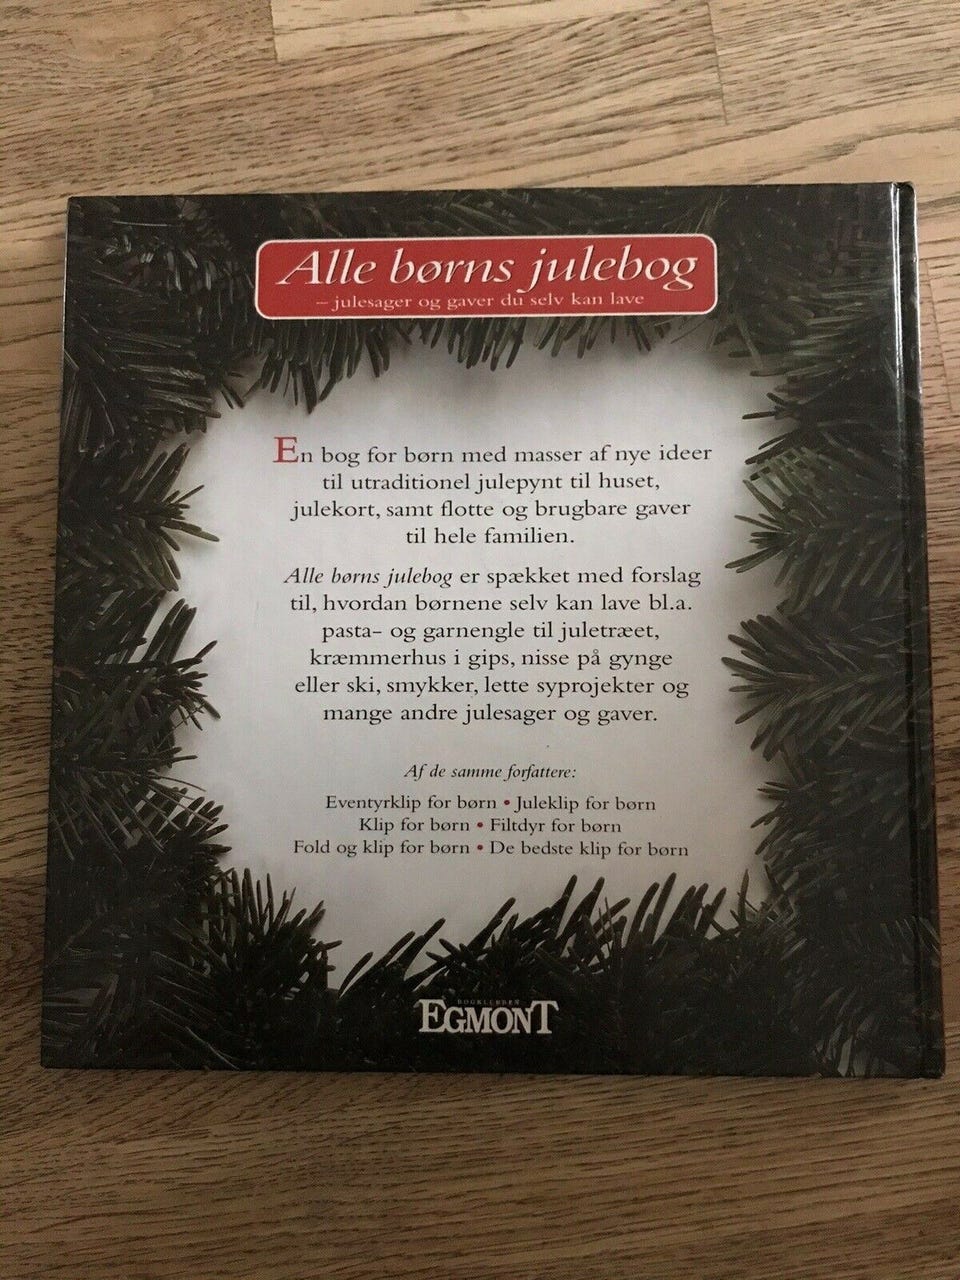 Alle børns julebog
– julesager og gaver du selv kan lave
En bog for børn med masser af nye ideer
til utraditionel julepynt til huset,
julekort, samt flotte og brugbare gaver
til hele familien.
Alle børns julebog er spækket med forslag
til, hvordan børnene selv kan lave bl.a.
pasta- og garnengle til juletræet,
kræmmerhus i gips, nisse på gynge
eller ski, smykker, lette syprojekter og
mange andre julesager og gaver.
Af de samme forfattere:
Eventyrklip for børn • Juleklip for børn
Klip for børn • Filtdyr for børn
Fold og klip for børn • De bedste klip for børn
BOGKLUBBEN
EGMONT